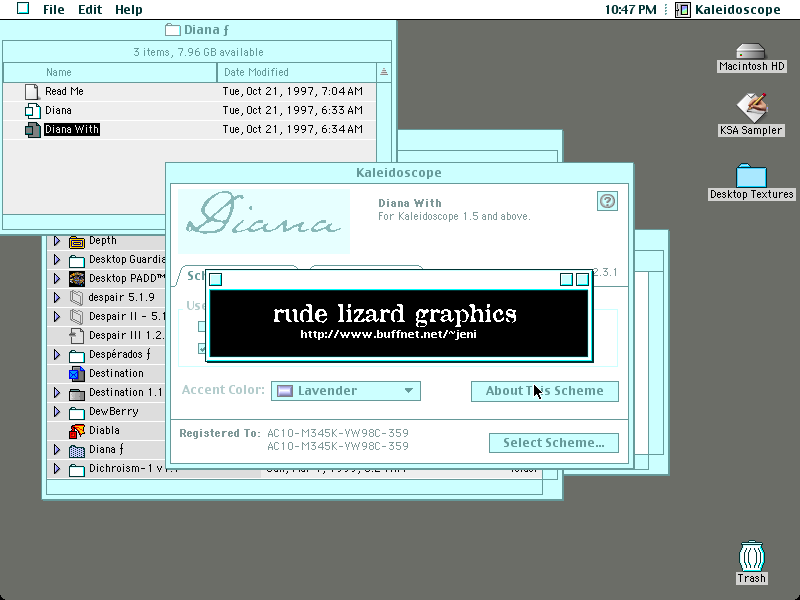 File Edit Help 10:47 PM Kaleidoscope
Diana ƒ
3 items, 7.96 GB available
Name Date Modified
Read Me Tue, Oct 21, 1997, 7:04 AM
Diana Tue, Oct 21, 1997, 6:33 AM
Diana With Tue, Oct 21, 1997, 6:34 AM
Macintosh HD
KSA Sampler
Desktop Textures
Trash
Kaleidoscope
Diana
Diana With
For Kaleidoscope 1.5 and above.
2.3.1
rude lizard graphics
http://www.buffnet.net/~jeni
Accent Color: Lavender
About This Scheme
Registered To: AC10-M345K-YW98C-359
AC10-M345K-YW98C-359
Select Scheme...
Depth
Desktop Guardia
Desktop PADD™
despair 5.1.9
Despair II - 5.1
Despair III 1.2.
Despérados ƒ
Destination
Destination 1.1
DewBerry
Diabla
Diana ƒ
Dichroism-1